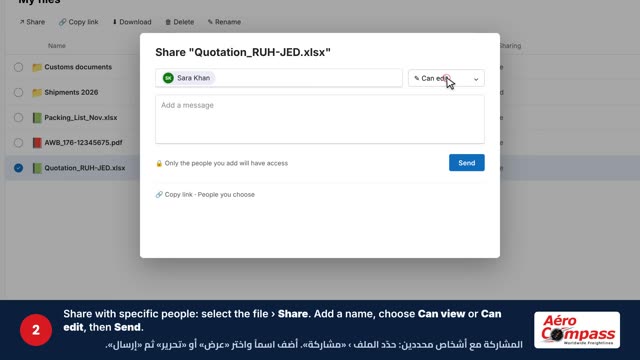 My files
Share
Copy link
Download
Delete
Rename
Name
Sharing
Customs documents
Shipments 2026
Packing_List_Nov.xlsx
AWB_176-12345675.pdf
Quotation_RUH-JED.xlsx
Share "Quotation_RUH-JED.xlsx"
SK Sara Khan
Can edit
Add a message
Only the people you add will have access
Send
Copy link · People you choose
2
Share with specific people: select the file › Share. Add a name, choose Can view or Can
edit, then Send.
المشاركة مع أشخاص محددين: حدّد الملف › «مشاركة». أضف اسماً واختر «عرض» أو «تحرير» ثم «إرسال».
Aéro
Compass
Worldwide Freightlines